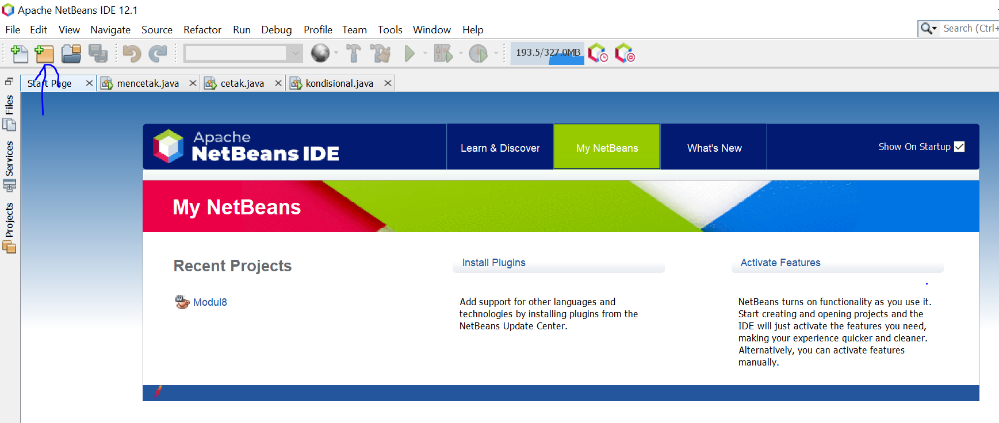 Apache NetBeans IDE 12.1
File Edit View Navigate Source Refactor Run Debug Profile Team Tools Window Help
Search (Ctrl+
193.5/327.0MB
Start Page mencetak.java cetak.java kondisional.java
Files
Services
Projects
Apache
NetBeans IDE
Learn & Discover My NetBeans What's New Show On Startup
My NetBeans
Recent Projects
Modul8
Install Plugins
Add support for other languages and
technologies by installing plugins from the
NetBeans Update Center.
Activate Features
NetBeans turns on functionality as you use it.
Start creating and opening projects and the
IDE will just activate the features you need,
making your experience quicker and cleaner.
Alternatively, you can activate features
manually.